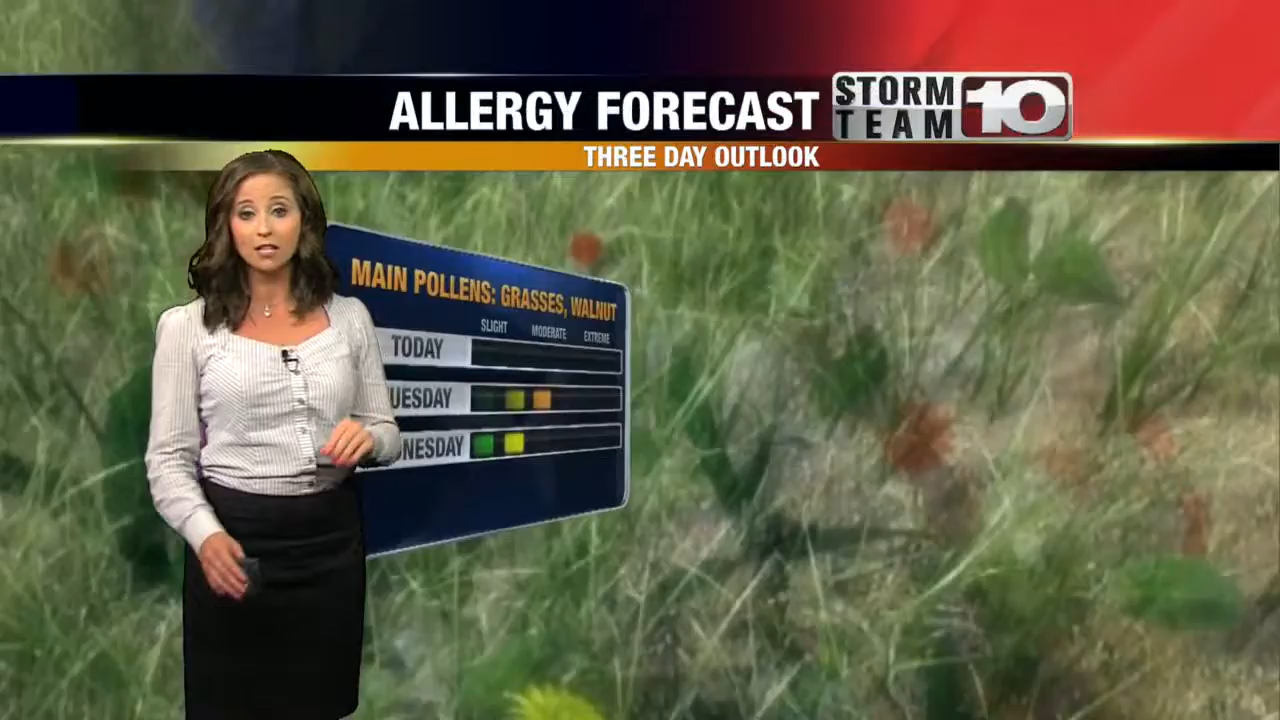 ALLERGY FORECAST
STORM TEAM 10
THREE DAY OUTLOOK
MAIN POLLENS: GRASSES, WALNUT
SLIGHT MODERATE EXTREME
TODAY
UESDAY
NESDAY